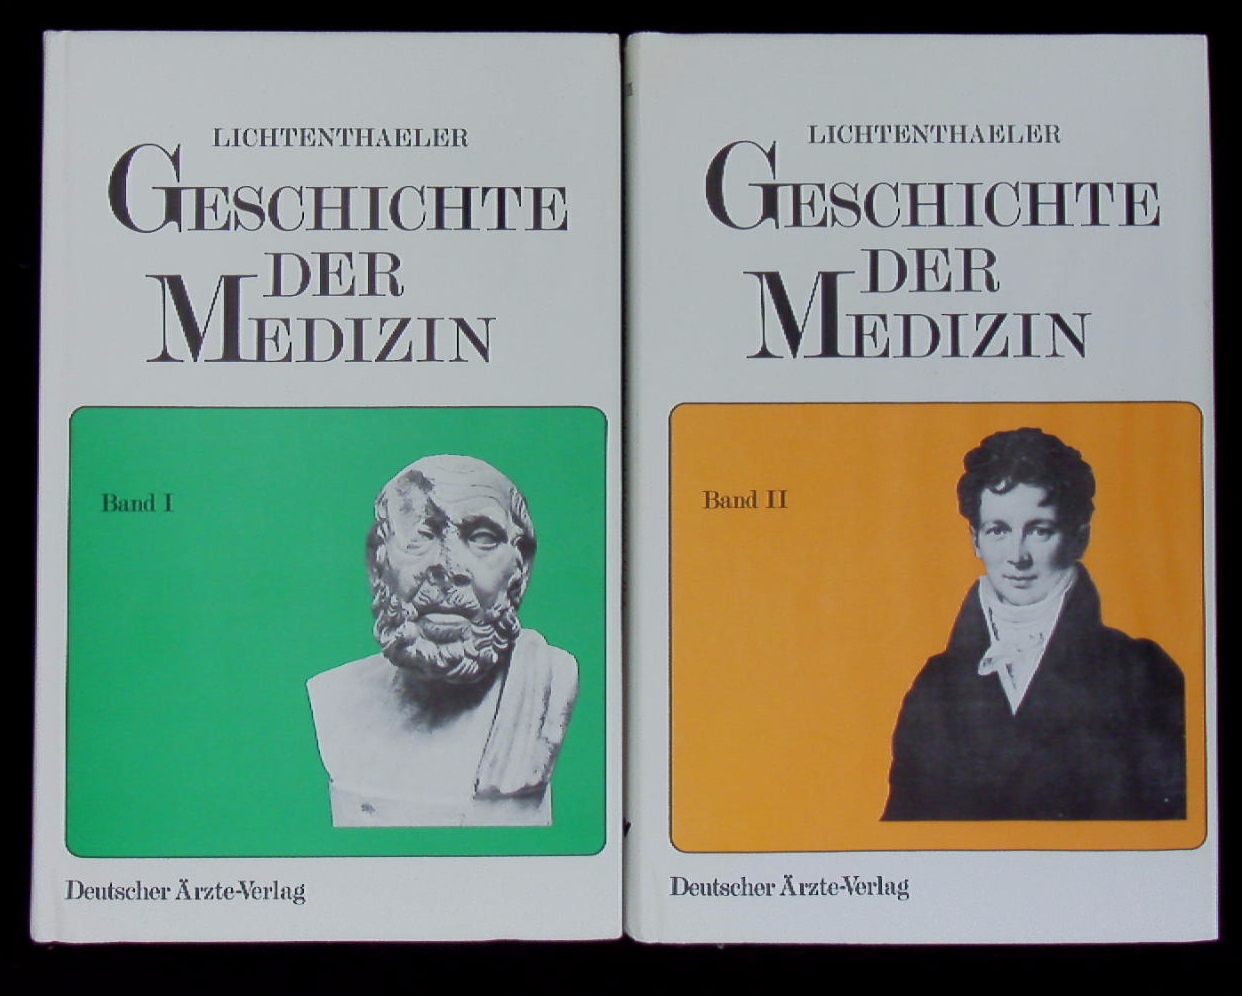 LICHTENTHAELER
GESCHICHTE
DER
MEDIZIN
Band I
Deutscher Ärzte-Verlag
LICHTENTHAELER
GESCHICHTE
DER
MEDIZIN
Band II
Deutscher Ärzte-Verlag